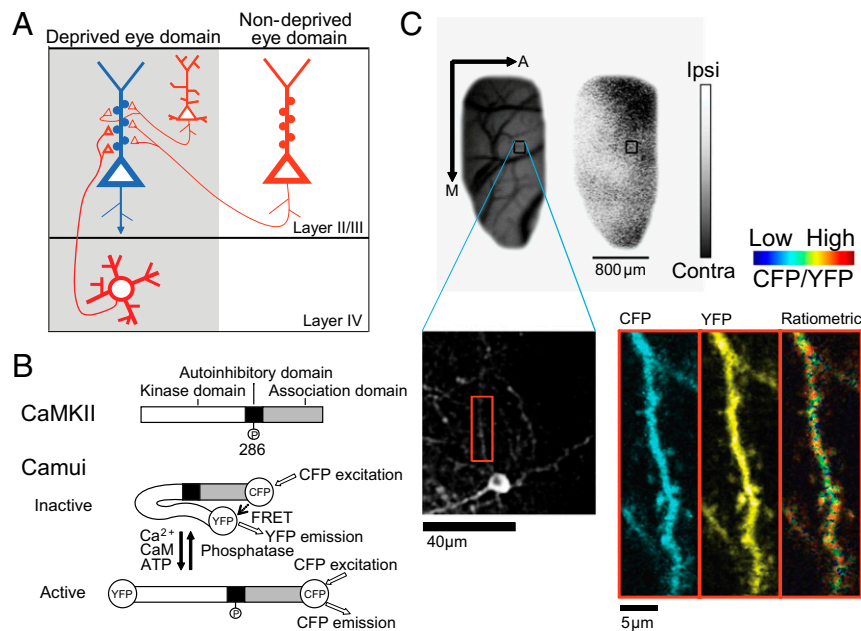 A
Deprived eye domain
Non-deprived
eye domain
Layer II/III
Layer IV
B
Autoinhibitory domain
Kinase domain
Association domain
CaMKII
P
286
Camui
Inactive
CFP excitation
CFP
YFP
FRET
YFP emission
Ca2+
CaM
ATP
Phosphatase
Active
CFP excitation
YFP
CFP
P
CFP emission
C
A
M
Ipsi
Contra
800 µm
Low High
CFP/YFP
40µm
CFP
YFP
Ratiometric
5µm